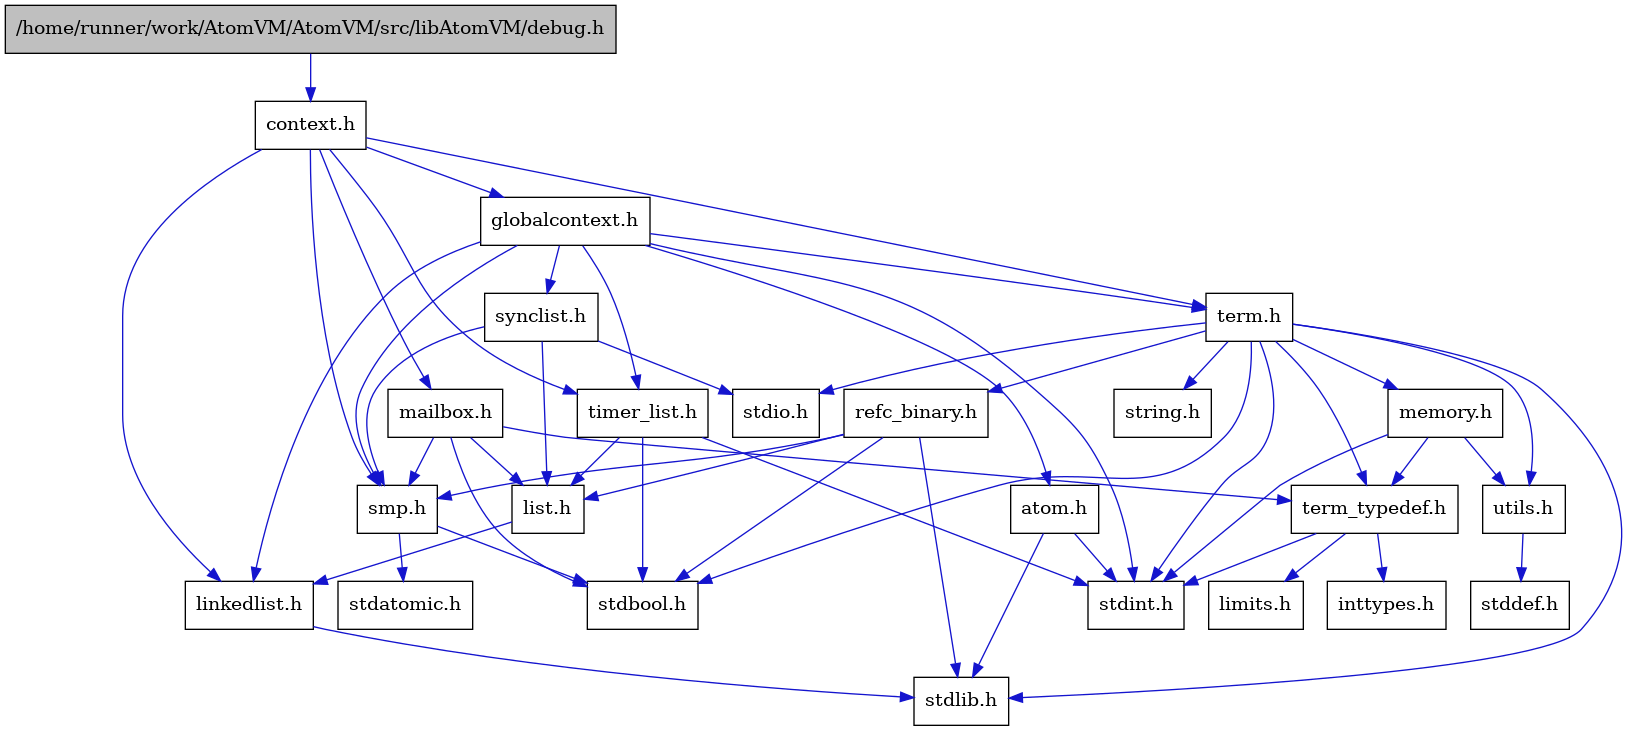 /home/runner/work/AtomVM/AtomVM/src/libAtomVM/debug.h
context.h
globalcontext.h
synclist.h
term.h
mailbox.h
timer_list.h
stdio.h
refc_binary.h
string.h
memory.h
smp.h
list.h
atom.h
term_typedef.h
utils.h
linkedlist.h
stdatomic.h
stdbool.h
stdint.h
limits.h
inttypes.h
stddef.h
stdlib.h